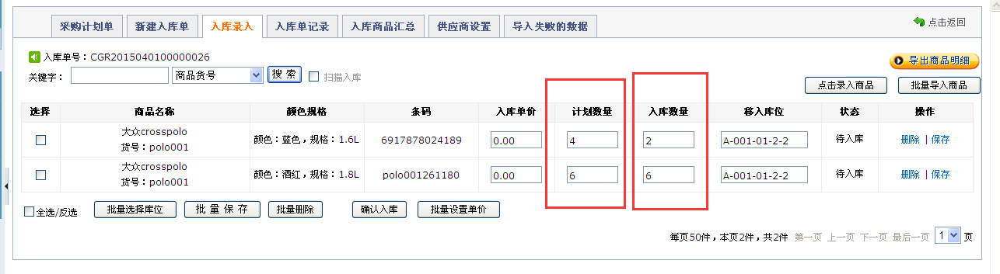 采购计划单 新建入库单 入库录入 入库单记录 入库商品汇总 供应商设置 导入失败的数据 点击返回
入库单号：CGR2015040100000026
导出商品明细
关键字： 商品货号 搜 索 扫描入库
点击录入商品 批量导入商品
选择 商品名称 颜色规格 条码 入库单价 计划数量 入库数量 移入库位 状态 操作
大众crosspolo
货号：polo001 颜色：蓝色，规格：1.6L 6917878024189 0.00 4 2 A-001-01-2-2 待入库 删除 | 保存
大众crosspolo
货号：polo001 颜色：酒红，规格：1.8L polo001261180 0.00 6 6 A-001-01-2-2 待入库 删除 | 保存
全选/反选 批量选择库位 批 量 保 存 批量删除 确认入库 批量设置单价
每页50件，本页2件，共2件 第一页 上一页 下一页 最后一页 1 页